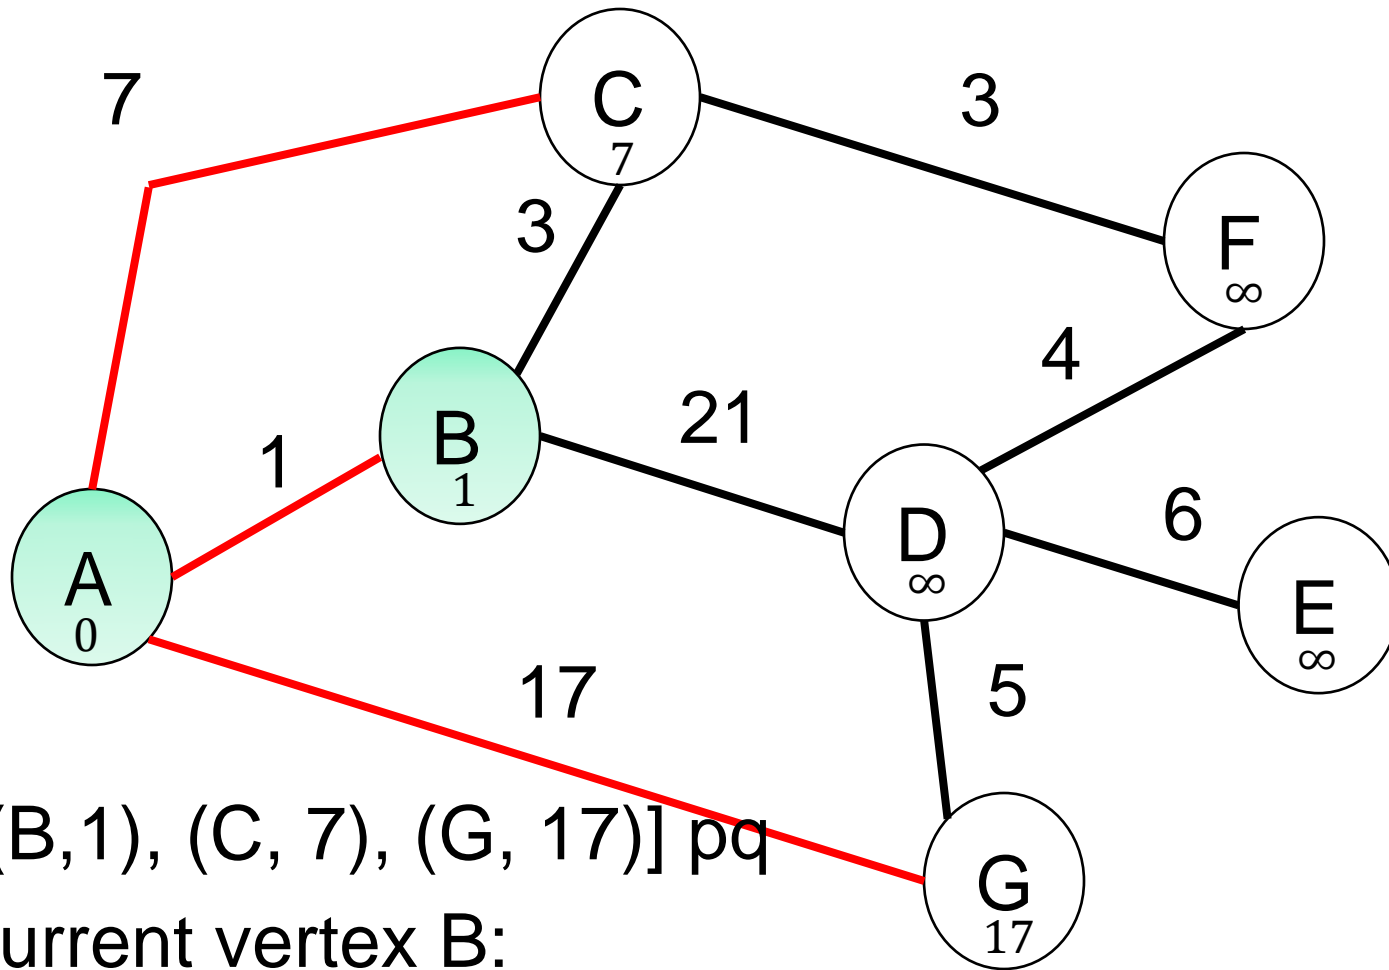 7
C
7
3
3
F
∞
4
B
1
21
1
D
∞
6
A
0
E
∞
17
5
(B,1), (C, 7), (G, 17)] pq
G
17
urrent vertex B: